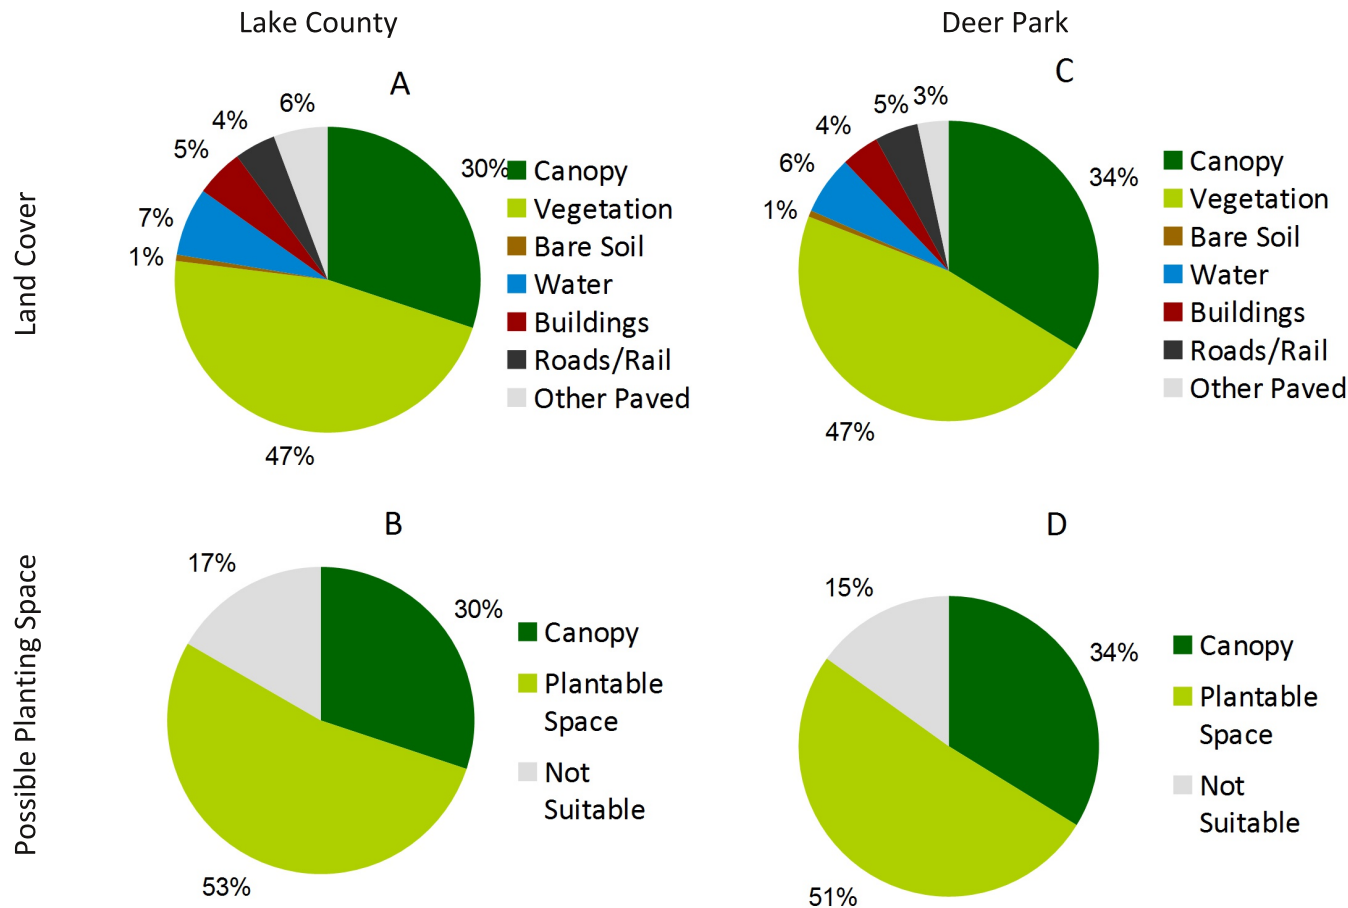 Lake County
Deer Park
Land Cover
A
6%
4%
5%
7%
1%
30%
47%
Canopy
Vegetation
Bare Soil
Water
Buildings
Roads/Rail
Other Paved
C
3%
5%
4%
6%
1%
34%
47%
Canopy
Vegetation
Bare Soil
Water
Buildings
Roads/Rail
Other Paved
Possible Planting Space
B
17%
30%
53%
Canopy
Plantable
Space
Not
Suitable
D
15%
34%
51%
Canopy
Plantable
Space
Not
Suitable